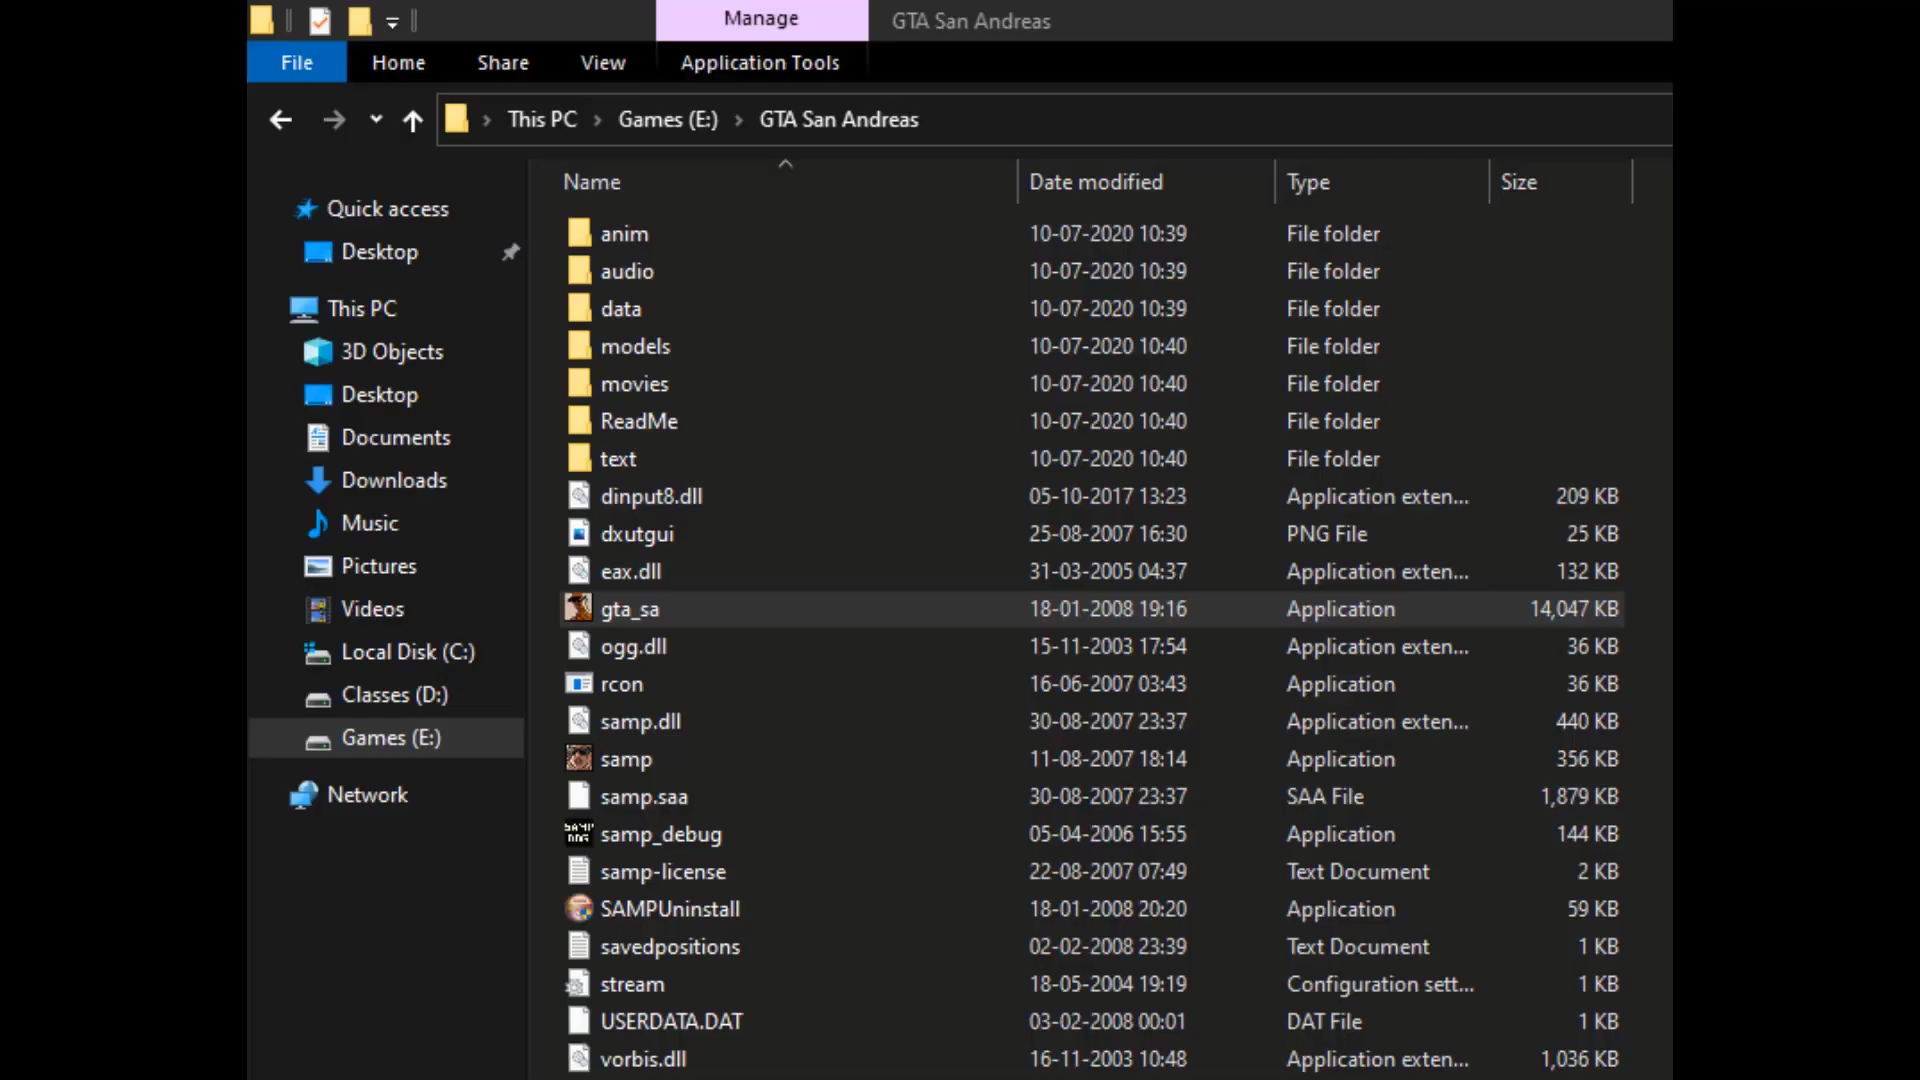 Manage GTA San Andreas
File Home Share View Application Tools
This PC Games (E:) GTA San Andreas
Name Date modified Type Size
Quick access
Desktop
This PC
3D Objects
Desktop
Documents
Downloads
Music
Pictures
Videos
Local Disk (C:)
Classes (D:)
Games (E:)
Network
anim 10-07-2020 10:39 File folder
audio 10-07-2020 10:39 File folder
data 10-07-2020 10:39 File folder
models 10-07-2020 10:40 File folder
movies 10-07-2020 10:40 File folder
ReadMe 10-07-2020 10:40 File folder
text 10-07-2020 10:40 File folder
dinput8.dll 05-10-2017 13:23 Application exten... 209 KB
dxutgui 25-08-2007 16:30 PNG File 25 KB
eax.dll 31-03-2005 04:37 Application exten... 132 KB
gta_sa 18-01-2008 19:16 Application 14,047 KB
ogg.dll 15-11-2003 17:54 Application exten... 36 KB
rcon 16-06-2007 03:43 Application 36 KB
samp.dll 30-08-2007 23:37 Application exten... 440 KB
samp 11-08-2007 18:14 Application 356 KB
samp.saa 30-08-2007 23:37 SAA File 1,879 KB
samp_debug 05-04-2006 15:55 Application 144 KB
samp-license 22-08-2007 07:49 Text Document 2 KB
SAMPUninstall 18-01-2008 20:20 Application 59 KB
savedpositions 02-02-2008 23:39 Text Document 1 KB
stream 18-05-2004 19:19 Configuration sett... 1 KB
USERDATA.DAT 03-02-2008 00:01 DAT File 1 KB
vorbis.dll 16-11-2003 10:48 Application exten... 1,036 KB